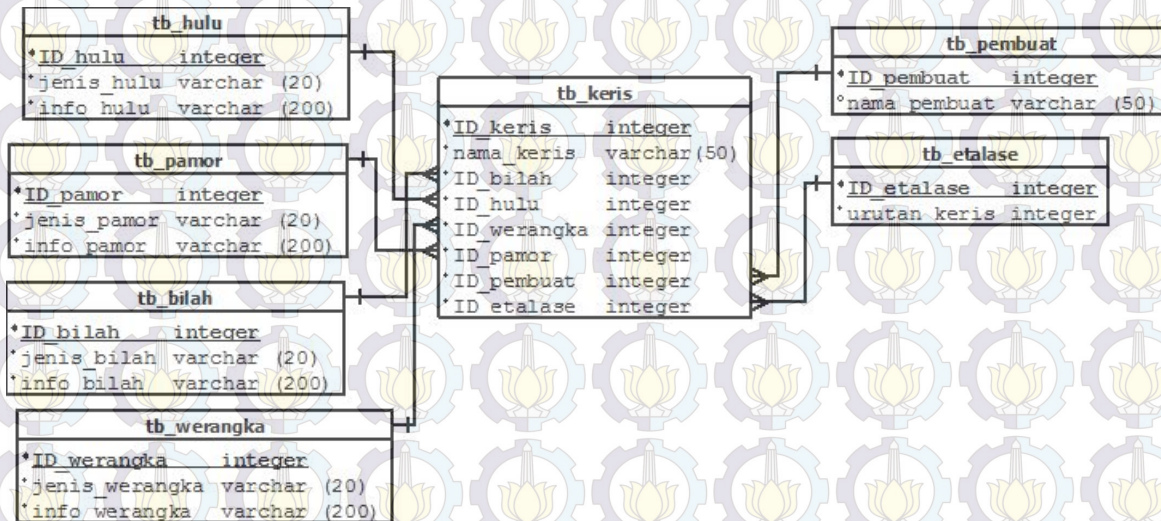 tb_hulu
*ID_hulu integer
*jenis_hulu varchar (20)
*info_hulu varchar (200)
tb_pamor
*ID_pamor integer
*jenis_pamor varchar (20)
*info_pamor varchar (200)
tb_bilah
*ID_bilah integer
*jenis_bilah varchar (20)
*info_bilah varchar (200)
tb_werangka
*ID_werangka integer
*jenis_werangka varchar (20)
*info_werangka varchar (200)
tb_keris
*ID_keris integer
*nama_keris varchar(50)
*ID_bilah integer
*ID_hulu integer
*ID_werangka integer
*ID_pamor integer
*ID_pembuat integer
*ID_etalase integer
tb_pembuat
*ID_pembuat integer
°nama_pembuat varchar (50)
tb_etalase
*ID_etalase integer
*urutan_keris integer